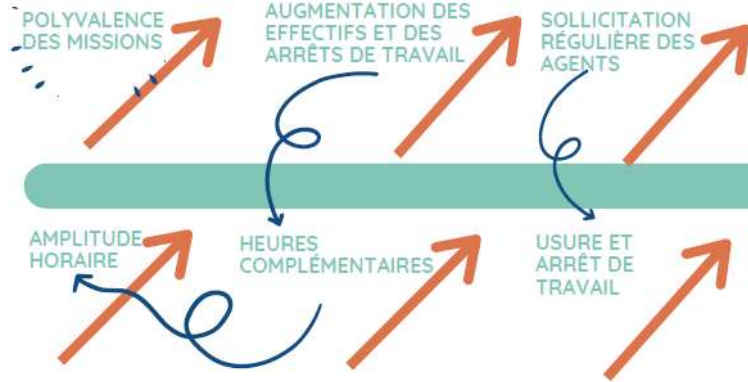 POLYVALENCE
DES MISSIONS
AUGMENTATION DES
EFFECTIFS ET DES
ARRÊTS DE TRAVAIL
SOLLICITATION
RÉGULIÈRE DES
AGENTS
AMPLITUDE
HORAIRE
HEURES
COMPLÉMENTAIRES
USURE ET
ARRÊT DE
TRAVAIL